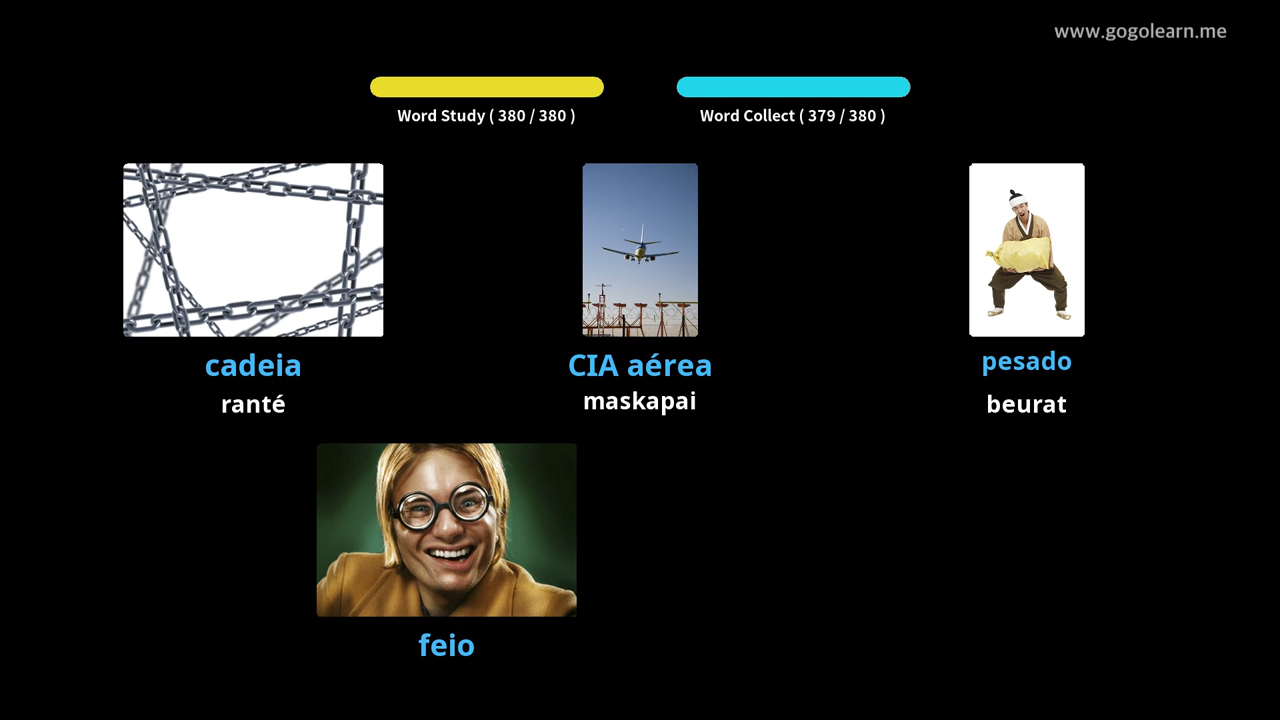 www.gogolearn.me
Word Study ( 380 / 380 )
Word Collect ( 379 / 380 )
cadeia
ranté
CIA aérea
maskapai
pesado
beurat
feio